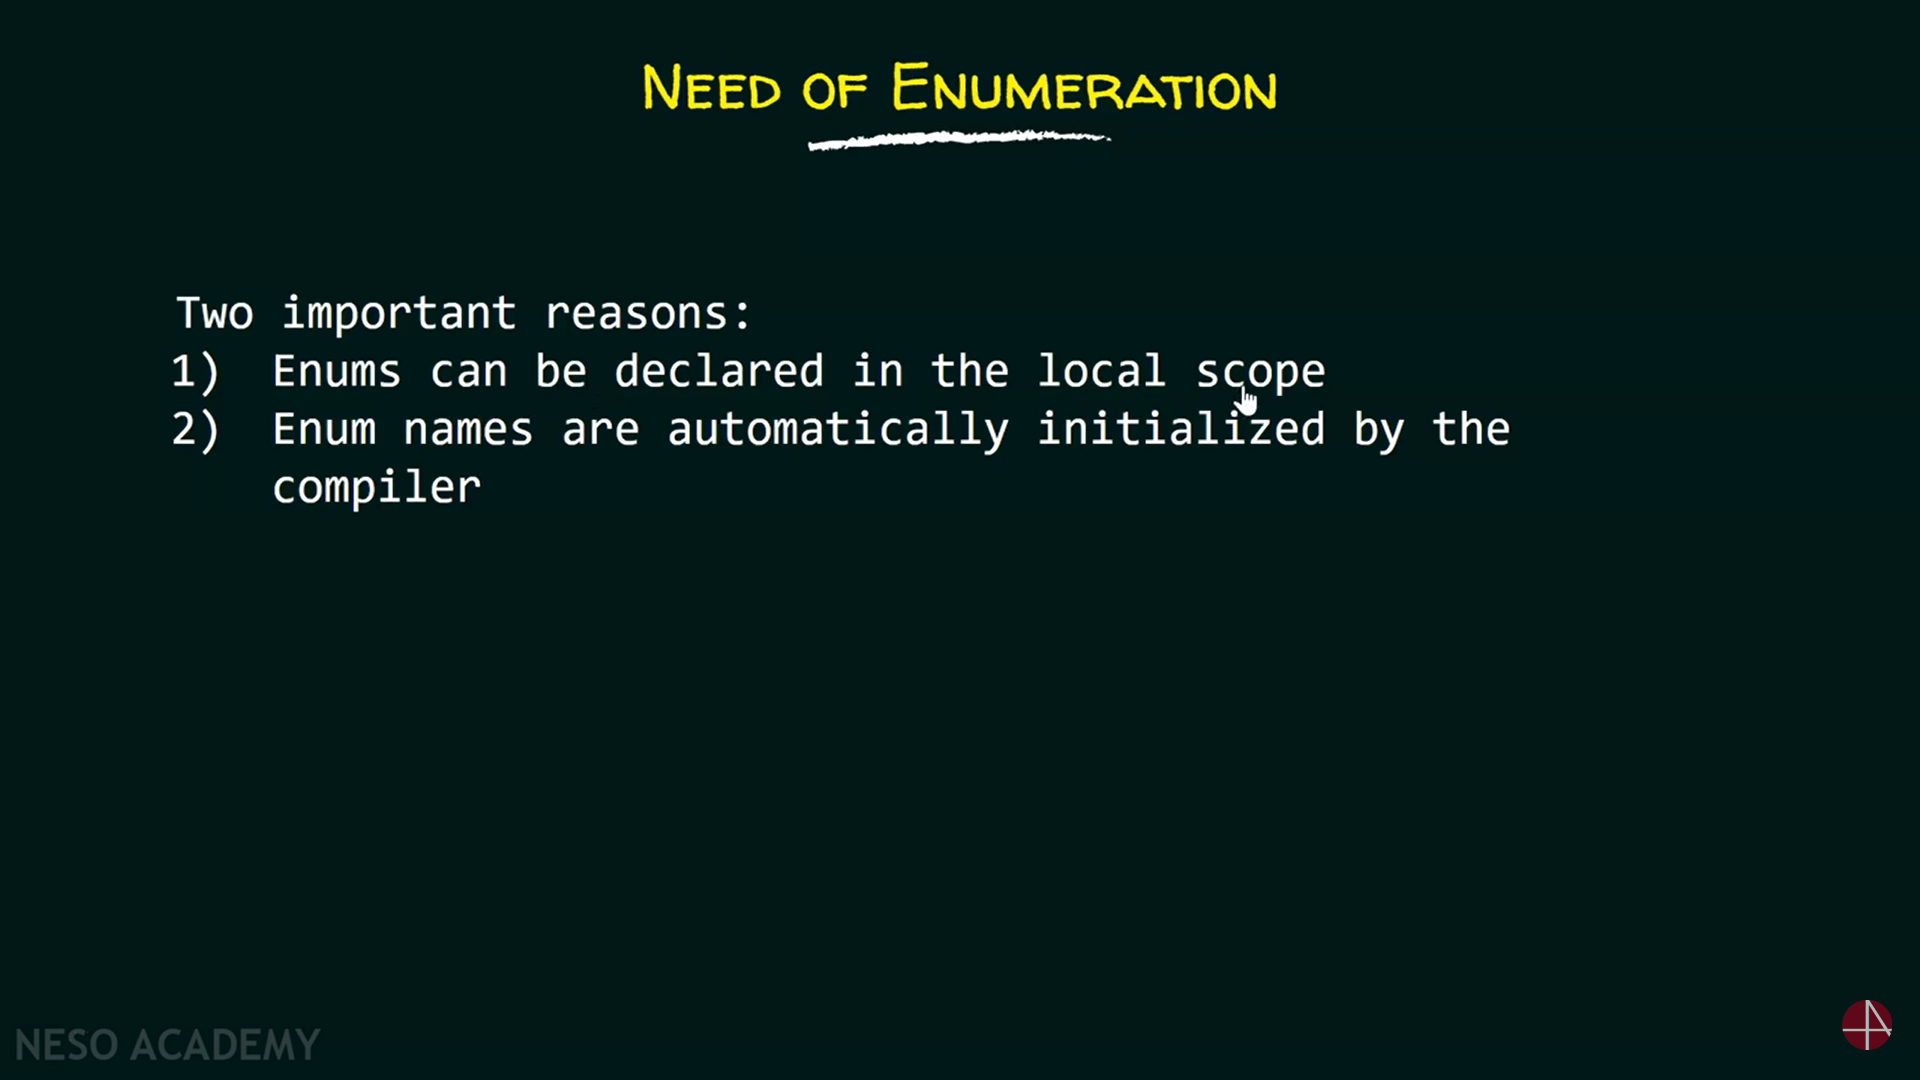 NEED OF ENUMERATION
Two important reasons:
1) Enums can be declared in the local scope
2) Enum names are automatically initialized by the
compiler
NESO ACADEMY